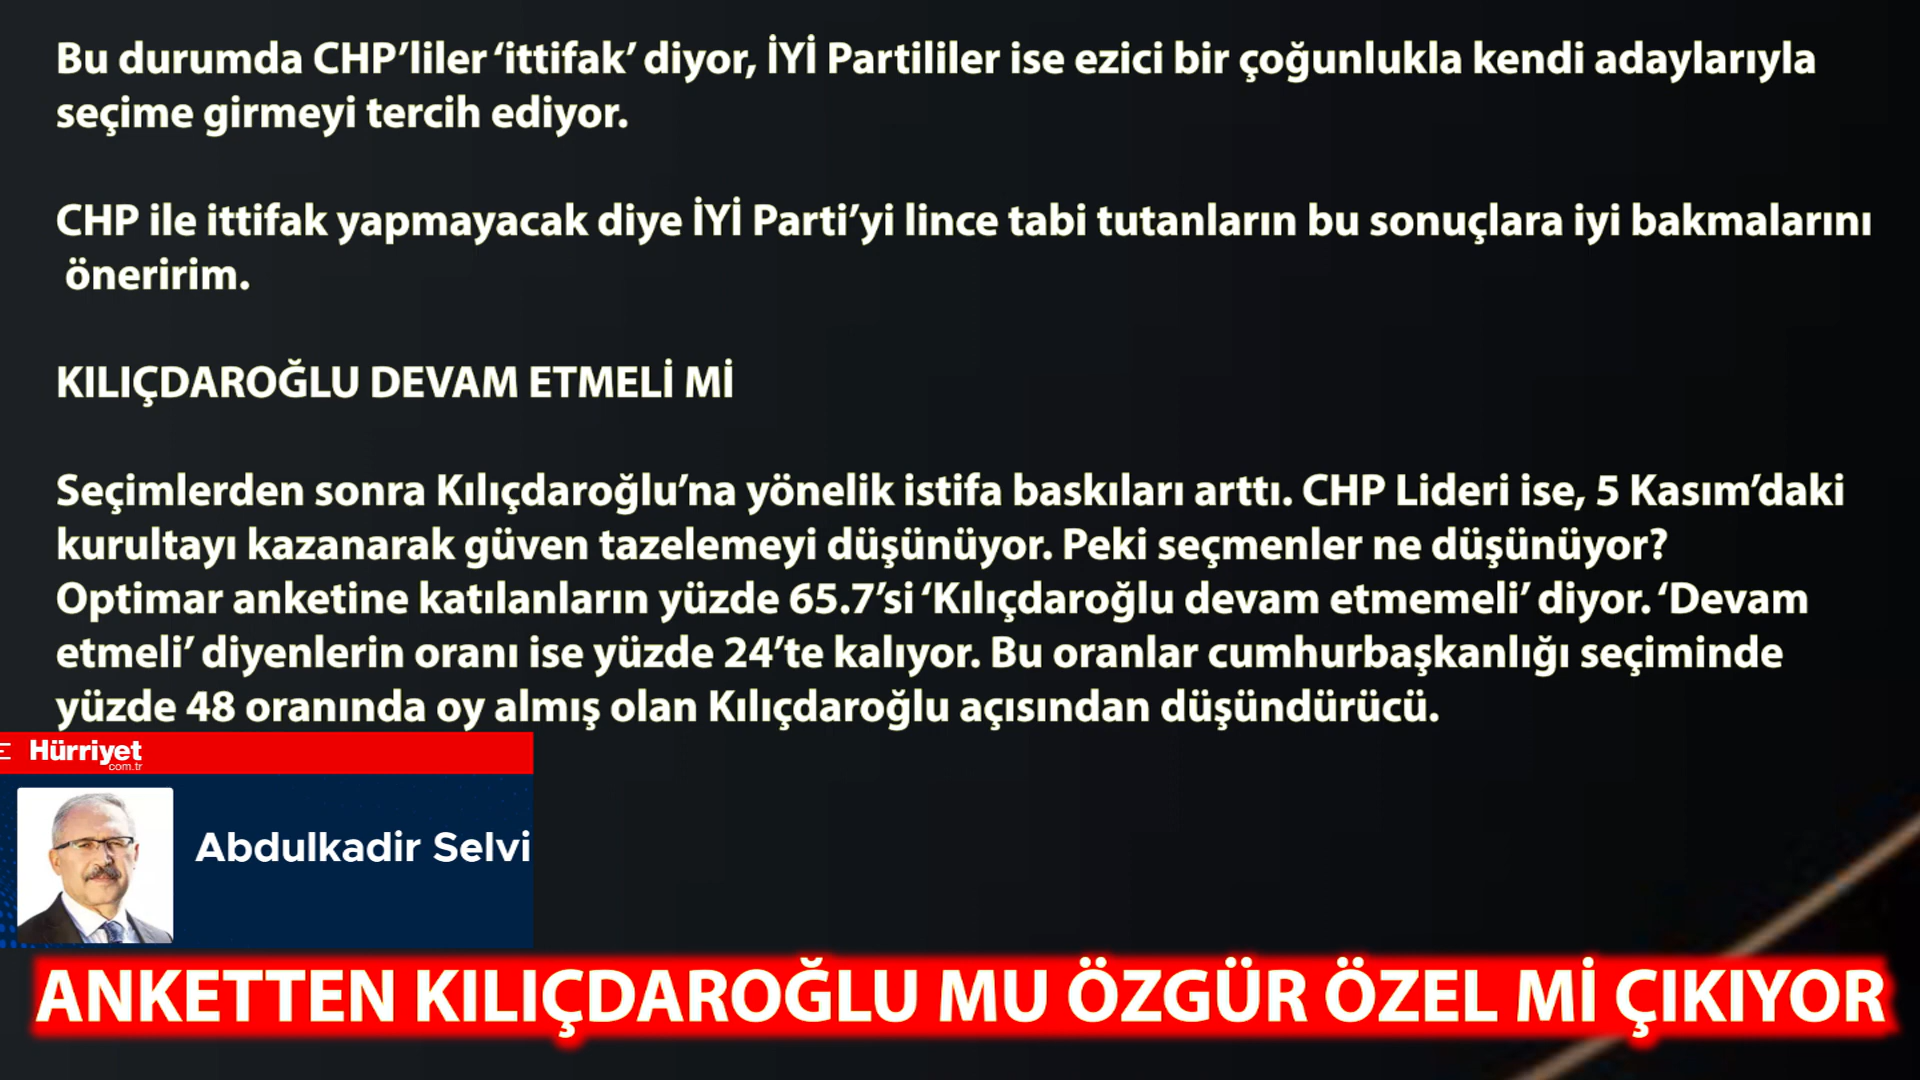 Bu durumda CHP’liler ‘ittifak’ diyor, İYİ Partililer ise ezici bir çoğunlukla kendi adaylarıyla
seçime girmeyi tercih ediyor.
CHP ile ittifak yapmayacak diye İYİ Parti’yi lince tabi tutanların bu sonuçlara iyi bakmalarını
öneririm.
KILIÇDAROĞLU DEVAM ETMELİ Mİ
Seçimlerden sonra Kılıçdaroğlu’na yönelik istifa baskıları arttı. CHP Lideri ise, 5 Kasım’daki
kurultayı kazanarak güven tazelemeyi düşünüyor. Peki seçmenler ne düşünüyor?
Optimar anketine katılanların yüzde 65.7’si ‘Kılıçdaroğlu devam etmemeli’ diyor. ‘Devam
etmeli’ diyenlerin oranı ise yüzde 24’te kalıyor. Bu oranlar cumhurbaşkanlığı seçiminde
yüzde 48 oranında oy almış olan Kılıçdaroğlu açısından düşündürücü.
Hürriyet
com.tr
Abdulkadir Selvi
ANKETTEN KILIÇDAROĞLU MU ÖZGÜR ÖZEL Mİ ÇIKIYOR